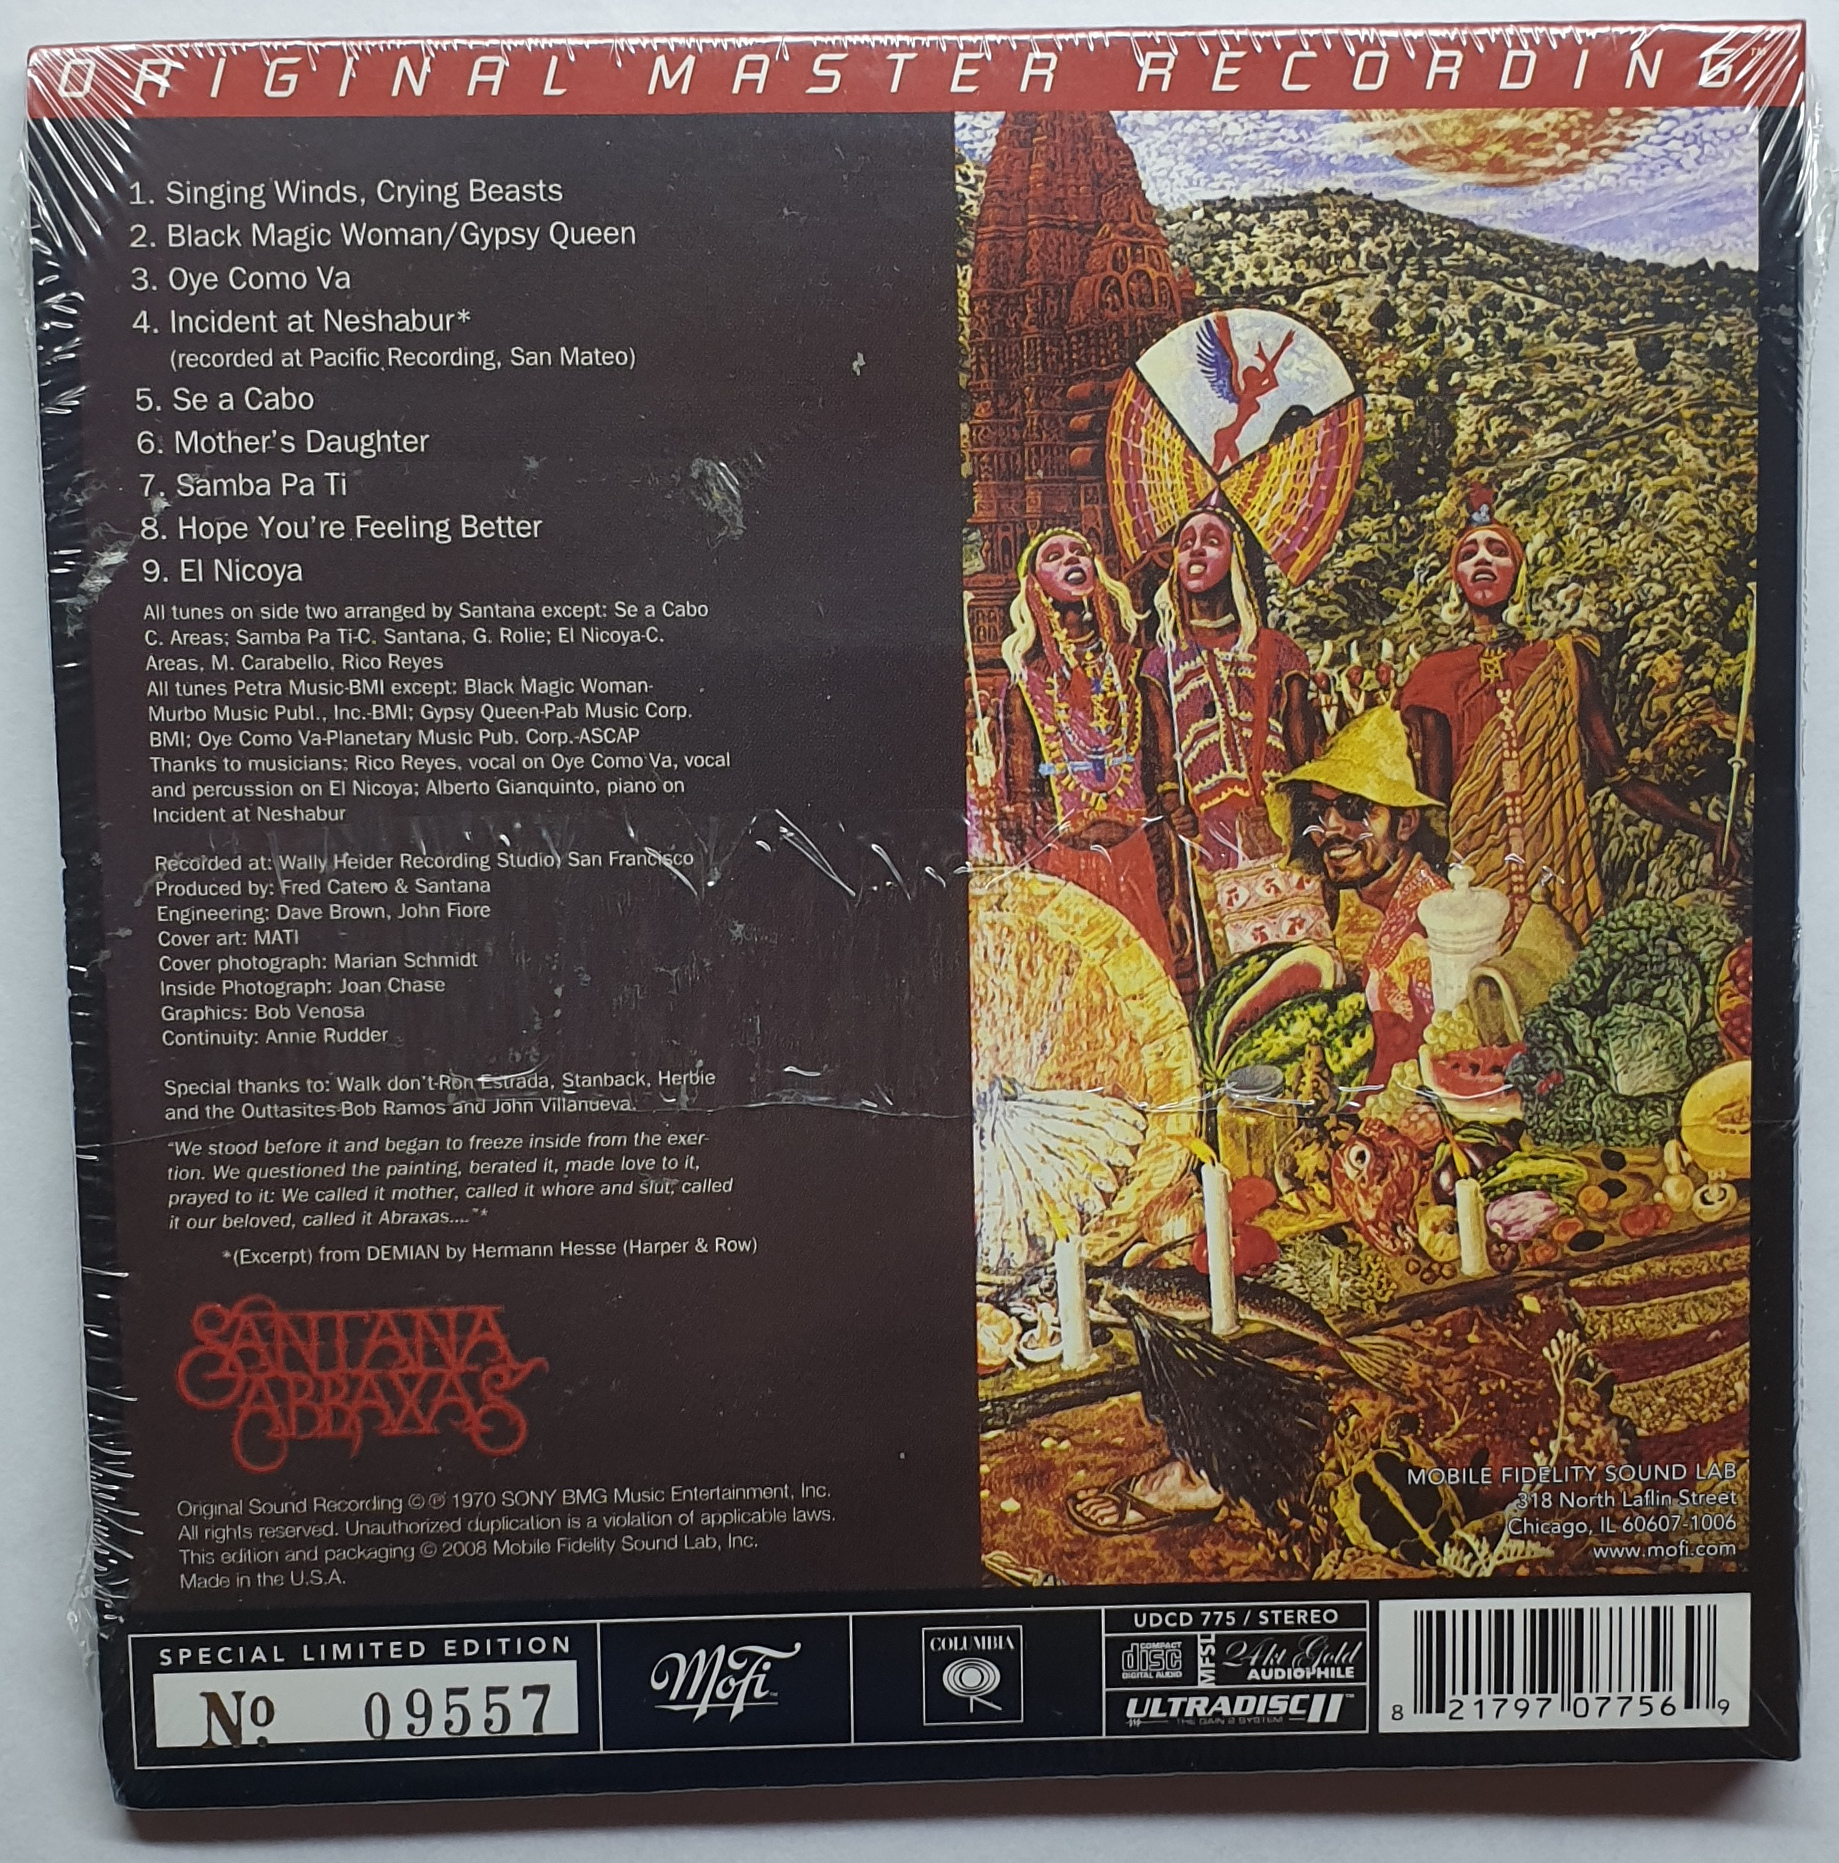 ORIGINAL MASTER RECORDING™
1. Singing Winds, Crying Beasts
2. Black Magic Woman/Gypsy Queen
3. Oye Como Va
4. Incident at Neshabur*
(recorded at Pacific Recording, San Mateo)
5. Se a Cabo
6. Mother's Daughter
7. Samba Pa Ti
8. Hope You're Feeling Better
9. El Nicoya
All tunes on side two arranged by Santana except: Se a Cabo
C. Areas; Samba Pa Ti-C. Santana, G. Rolie; El Nicoya-C.
Areas, M. Carabello, Rico Reyes
All tunes Petra Music-BMI except: Black Magic Woman-
Murbo Music Publ., Inc.-BMI; Gypsy Queen-Pab Music Corp.
BMI; Oye Como Va-Planetary Music Pub. Corp.-ASCAP
Thanks to musicians; Rico Reyes, vocal on Oye Como Va, vocal
and percussion on El Nicoya; Alberto Gianquinto, piano on
Incident at Neshabur
Recorded at: Wally Heider Recording Studio, San Francisco
Produced by: Fred Catero & Santana
Engineering: Dave Brown, John Fiore
Cover art: MATI
Cover photograph: Marian Schmidt
Inside Photograph: Joan Chase
Graphics: Bob Venosa
Continuity: Annie Rudder
Special thanks to: Walk don't-Ron Estrada, Stanback, Herbie
and the Outtasites-Bob Ramos and John Villanueva.
"We stood before it and began to freeze inside from the exer-
tion. We questioned the painting, berated it, made love to it,
prayed to it: We called it mother, called it whore and slut, called
it our beloved, called it Abraxas...."*
*(Excerpt) from DEMIAN by Hermann Hesse (Harper & Row)
SANTANA
ABRAXAS
Original Sound Recording © ℗ 1970 SONY BMG Music Entertainment, Inc.
All rights reserved. Unauthorized duplication is a violation of applicable laws.
This edition and packaging © 2008 Mobile Fidelity Sound Lab, Inc.
Made in the U.S.A.
MOBILE FIDELITY SOUND LAB
318 North Laflin Street
Chicago, IL 60607-1006
www.mofi.com
SPECIAL LIMITED EDITION
No. 09557
MoFi™
COLUMBIA
UDCD 775 / STEREO
COMPACT disc DIGITAL AUDIO
MFSL 24kt Gold AUDIOPHILE
ULTRADISC II™
THE GAIN 2 SYSTEM™
8 21797 07756 9